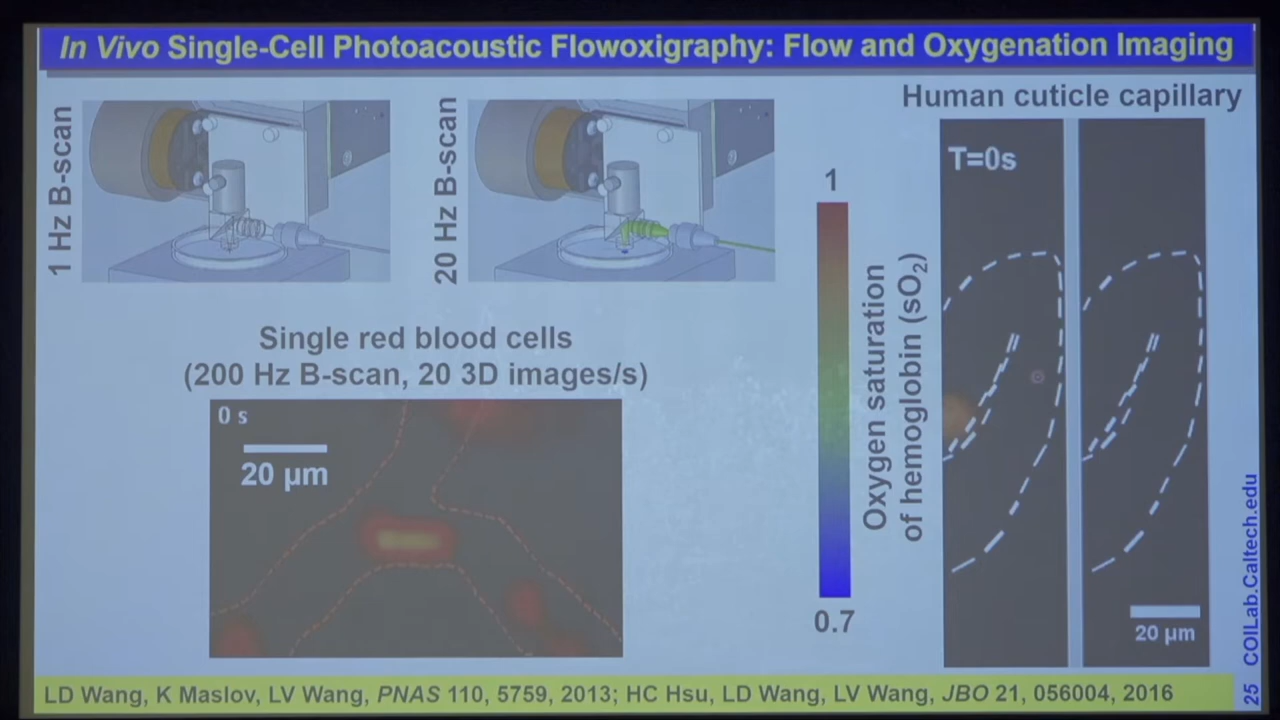 In Vivo Single-Cell Photoacoustic Flowoxigraphy: Flow and Oxygenation Imaging
1 Hz B-scan
20 Hz B-scan
Human cuticle capillary
T=0s
1
Oxygen saturation
of hemoglobin (sO₂)
0.7
20 µm
Single red blood cells
(200 Hz B-scan, 20 3D images/s)
0 s
20 µm
LD Wang, K Maslov, LV Wang, PNAS 110, 5759, 2013; HC Hsu, LD Wang, LV Wang, JBO 21, 056004, 2016
25 COILab.Caltech.edu